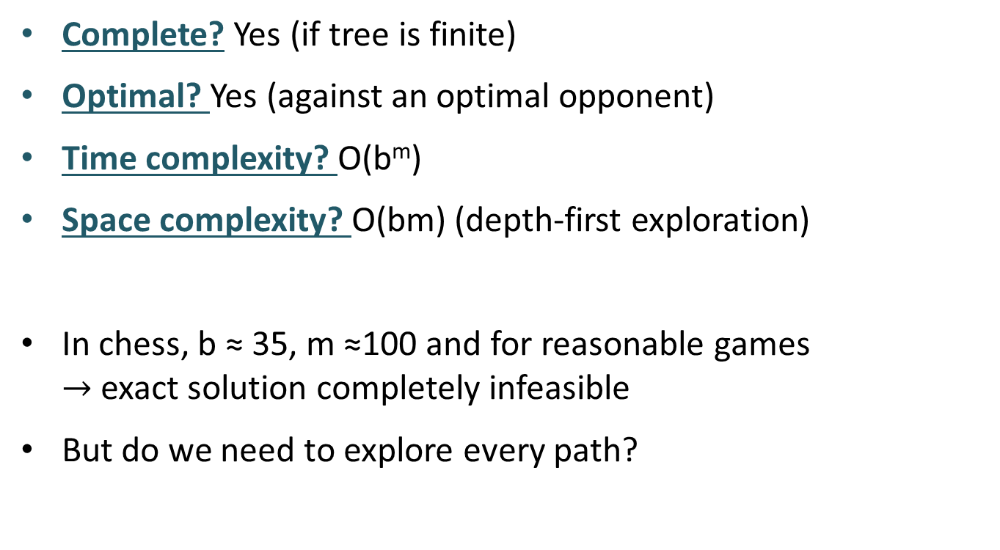 • Complete? Yes (if tree is finite)
• Optimal? Yes (against an optimal opponent)
• Time complexity? O(bᵐ)
• Space complexity? O(bm) (depth-first exploration)
• In chess, b ≈ 35, m ≈100 and for reasonable games
→ exact solution completely infeasible
• But do we need to explore every path?